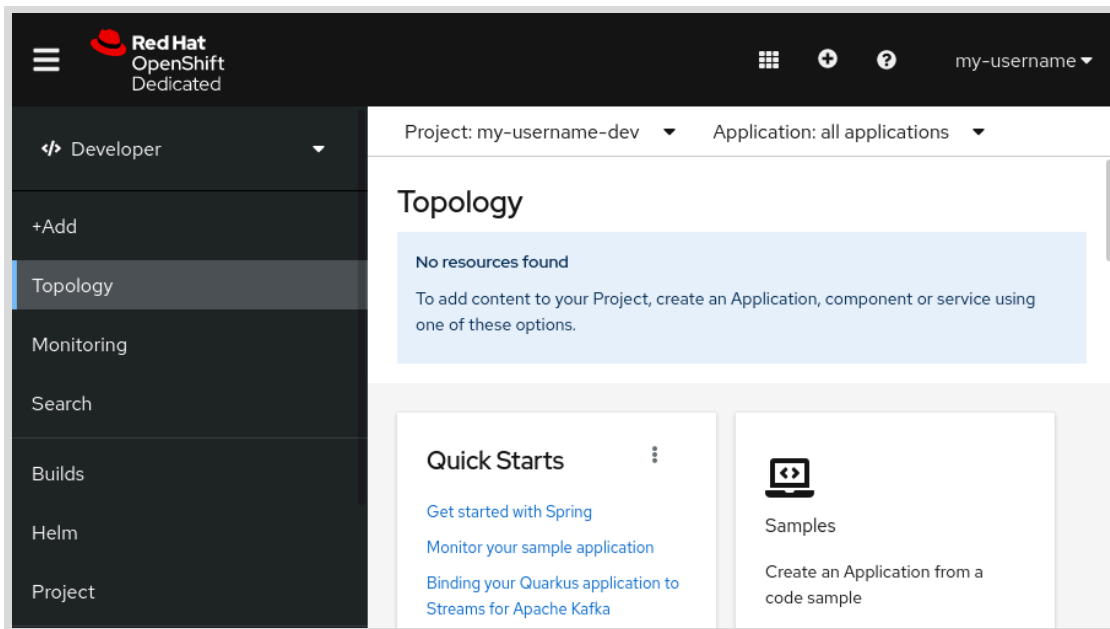 Red Hat
OpenShift
Dedicated
my-username
Developer
+Add
Topology
Monitoring
Search
Builds
Helm
Project
Project: my-username-dev
Application: all applications
Topology
No resources found
To add content to your Project, create an Application, component or service using
one of these options.
Quick Starts
Get started with Spring
Monitor your sample application
Binding your Quarkus application to
Streams for Apache Kafka
Samples
Create an Application from a
code sample